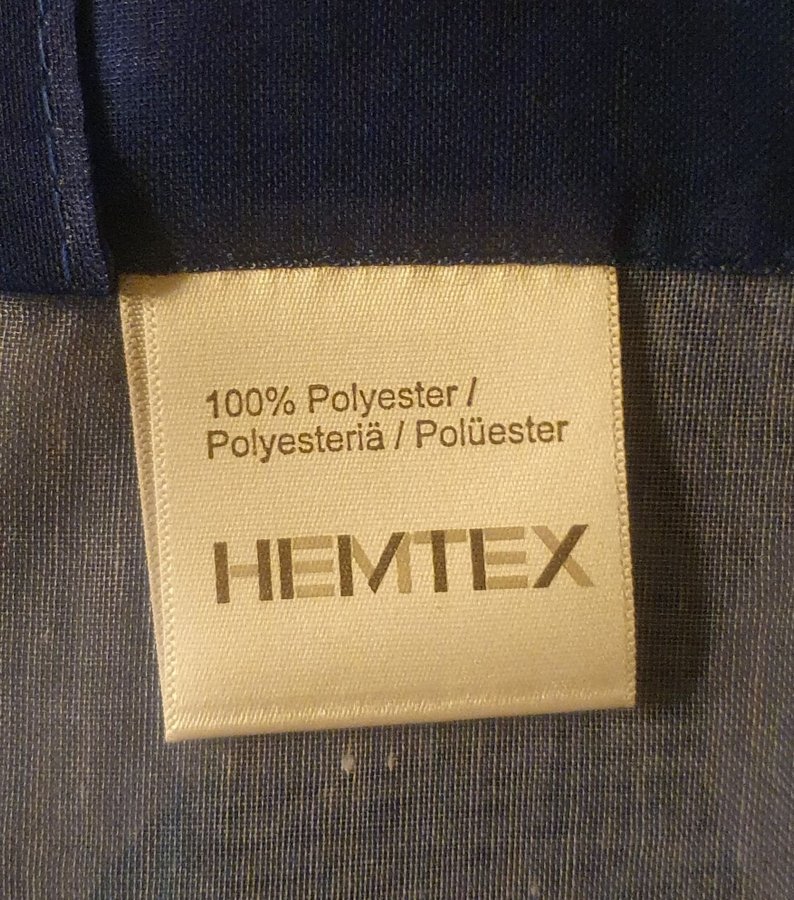 100% Polyester /
Polyesteriä / Polüester
HEMTEX